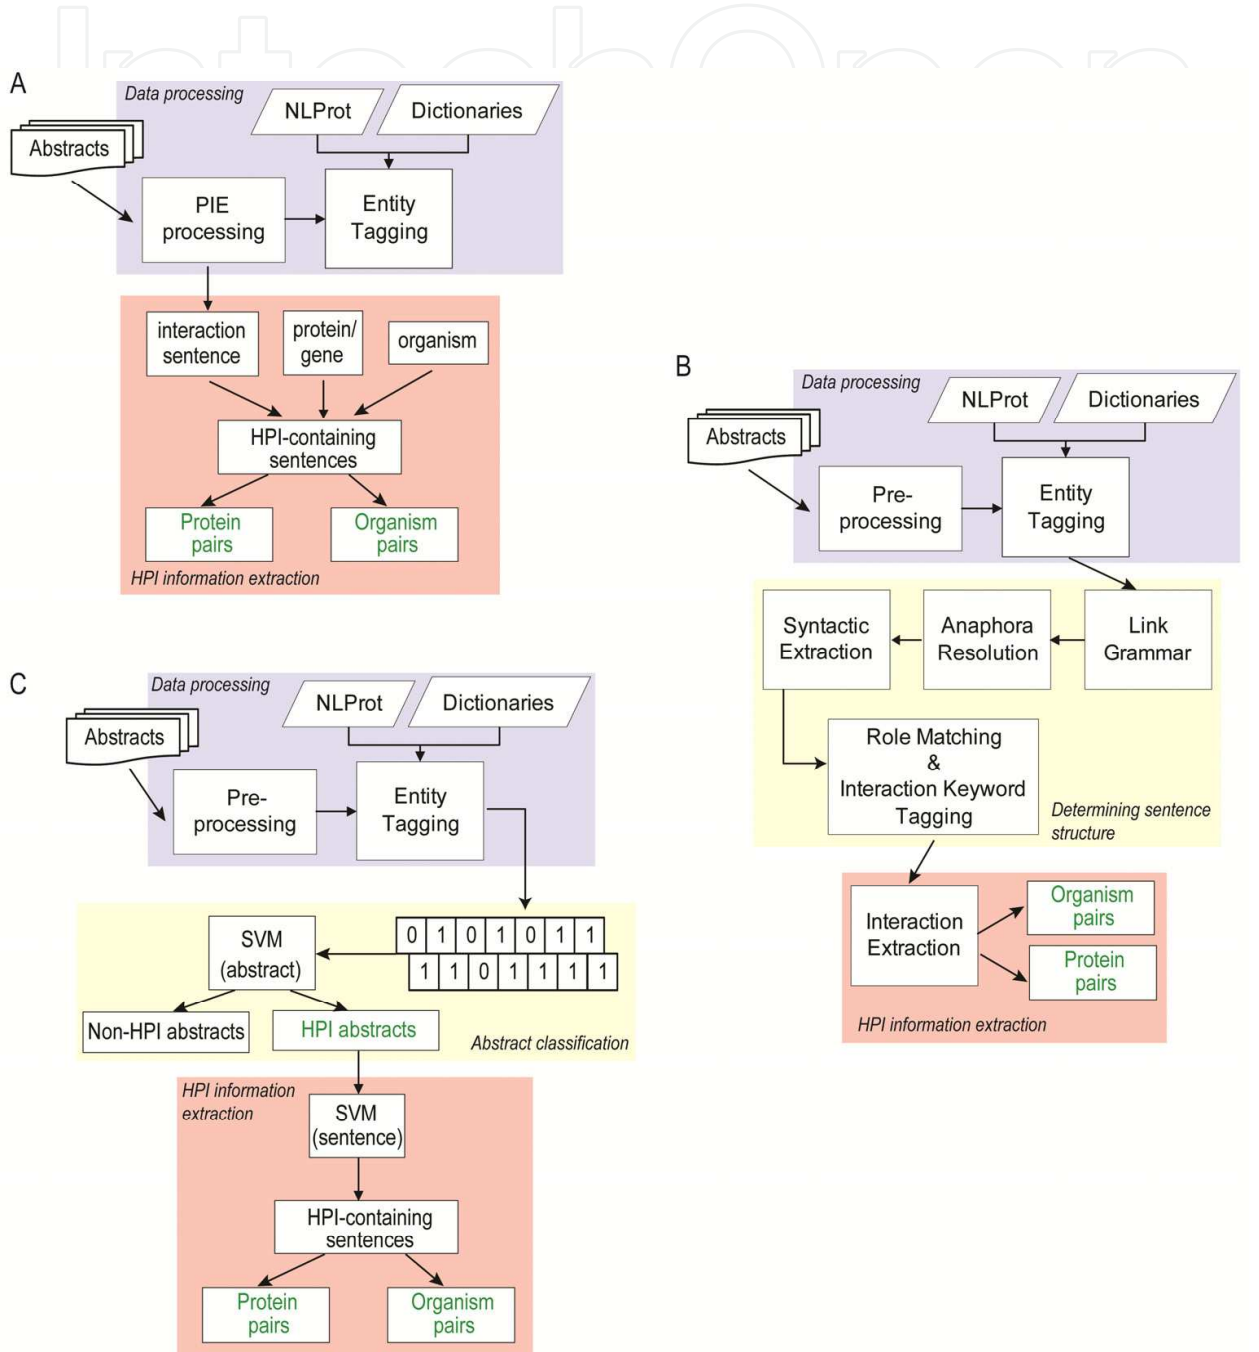 IntechOpen
A
Data processing
NLProt
Dictionaries
Abstracts
PIE
processing
Entity
Tagging
interaction
sentence
protein/
gene
organism
HPI-containing
sentences
Protein
pairs
Organism
pairs
HPI information extraction
B
Data processing
NLProt
Dictionaries
Abstracts
Pre-
processing
Entity
Tagging
Syntactic
Extraction
Anaphora
Resolution
Link
Grammar
Role Matching
&
Interaction Keyword
Tagging
Determining sentence
structure
Interaction
Extraction
Organism
pairs
Protein
pairs
HPI information extraction
C
Data processing
NLProt
Dictionaries
Abstracts
Pre-
processing
Entity
Tagging
SVM
(abstract)
0 1 0 1 0 1 1
1 1 0 1 1 1 1
Non-HPI abstracts
HPI abstracts
Abstract classification
HPI information
extraction
SVM
(sentence)
HPI-containing
sentences
Protein
pairs
Organism
pairs